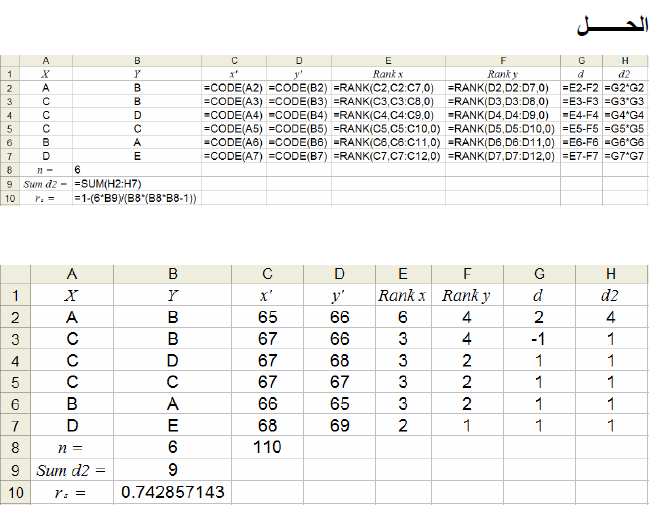 الحــــــل
A B C D E F G H
1 X Y x' y' Rank x Rank y d d2
2 A B =CODE(A2) =CODE(B2) =RANK(C2,C2:C7,0) =RANK(D2,D2:D7,0) =E2-F2 =G2*G2
3 C B =CODE(A3) =CODE(B3) =RANK(C3,C3:C8,0) =RANK(D3,D3:D8,0) =E3-F3 =G3*G3
4 C D =CODE(A4) =CODE(B4) =RANK(C4,C4:C9,0) =RANK(D4,D4:D9,0) =E4-F4 =G4*G4
5 C C =CODE(A5) =CODE(B5) =RANK(C5,C5:C10,0) =RANK(D5,D5:D10,0) =E5-F5 =G5*G5
6 B A =CODE(A6) =CODE(B6) =RANK(C6,C6:C11,0) =RANK(D6,D6:D11,0) =E6-F6 =G6*G6
7 D E =CODE(A7) =CODE(B7) =RANK(C7,C7:C12,0) =RANK(D7,D7:D12,0) =E7-F7 =G7*G7
8 n = 6
9 Sum d2 = =SUM(H2:H7)
10 rs = =1-(6*B9)/(B8*(B8*B8-1))
A B C D E F G H
1 X Y x' y' Rank x Rank y d d2
2 A B 65 66 6 4 2 4
3 C B 67 66 3 4 -1 1
4 C D 67 68 3 2 1 1
5 C C 67 67 3 2 1 1
6 B A 66 65 3 2 1 1
7 D E 68 69 2 1 1 1
8 n = 6 110
9 Sum d2 = 9
10 rs = 0.742857143